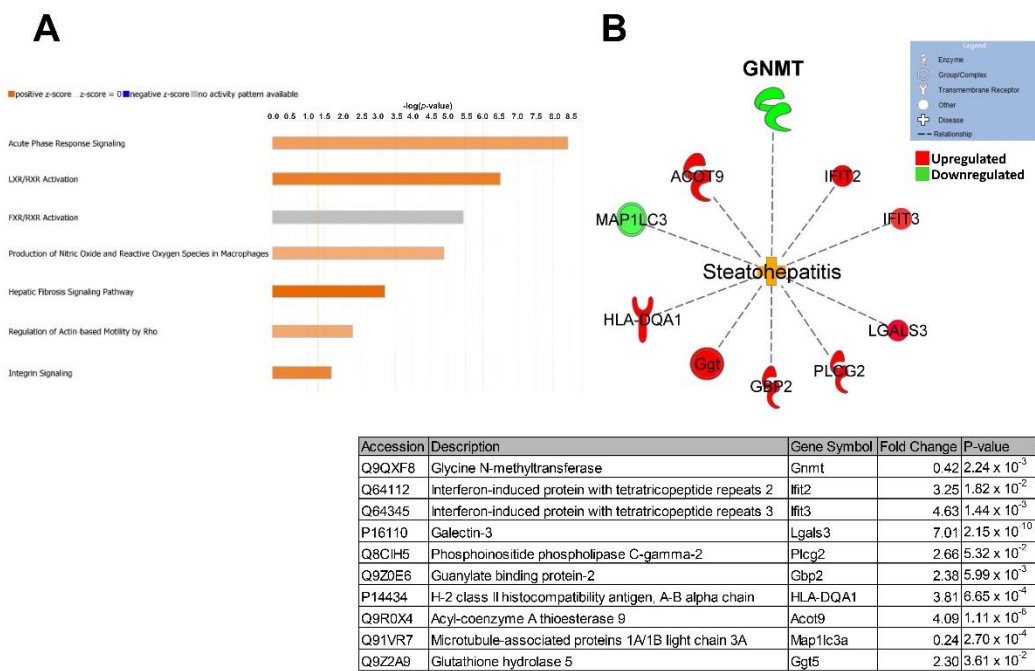 A
positive z-score z-score = 0 negative z-score no activity pattern available
-log(p-value)
0.0 0.5 1.0 1.5 2.0 2.5 3.0 3.5 4.0 4.5 5.0 5.5 6.0 6.5 7.0 7.5 8.0 8.5
Acute Phase Response Signaling
LXR/RXR Activation
FXR/RXR Activation
Production of Nitric Oxide and Reactive Oxygen Species in Macrophages
Hepatic Fibrosis Signaling Pathway
Regulation of Actin-based Motility by Rho
Integrin Signaling
B
GNMT
ACOT9
IFIT2
MAP1LC3
IFIT3
Steatohepatitis
HLA-DQA1
LGALS3
Ggt
GBP2
PLCG2
Legend
Enzyme
Group/Complex
Transmembrane Receptor
Other
Disease
Relationship
Upregulated
Downregulated
Accession Description Gene Symbol Fold Change P-value
Q9QXF8 Glycine N-methyltransferase Gnmt 0.42 2.24 x 10⁻³
Q64112 Interferon-induced protein with tetratricopeptide repeats 2 Ifit2 3.25 1.82 x 10⁻²
Q64345 Interferon-induced protein with tetratricopeptide repeats 3 Ifit3 4.63 1.44 x 10⁻³
P16110 Galectin-3 Lgals3 7.01 2.15 x 10⁻¹⁰
Q8CIH5 Phosphoinositide phospholipase C-gamma-2 Plcg2 2.66 5.32 x 10⁻²
Q9Z0E6 Guanylate binding protein-2 Gbp2 2.38 5.99 x 10⁻³
P14434 H-2 class II histocompatibility antigen, A-B alpha chain HLA-DQA1 3.81 6.65 x 10⁻⁴
Q9R0X4 Acyl-coenzyme A thioesterase 9 Acot9 4.09 1.11 x 10⁻⁶
Q91VR7 Microtubule-associated proteins 1A/1B light chain 3A Map1lc3a 0.24 2.70 x 10⁻⁴
Q9Z2A9 Glutathione hydrolase 5 Ggt5 2.30 3.61 x 10⁻²